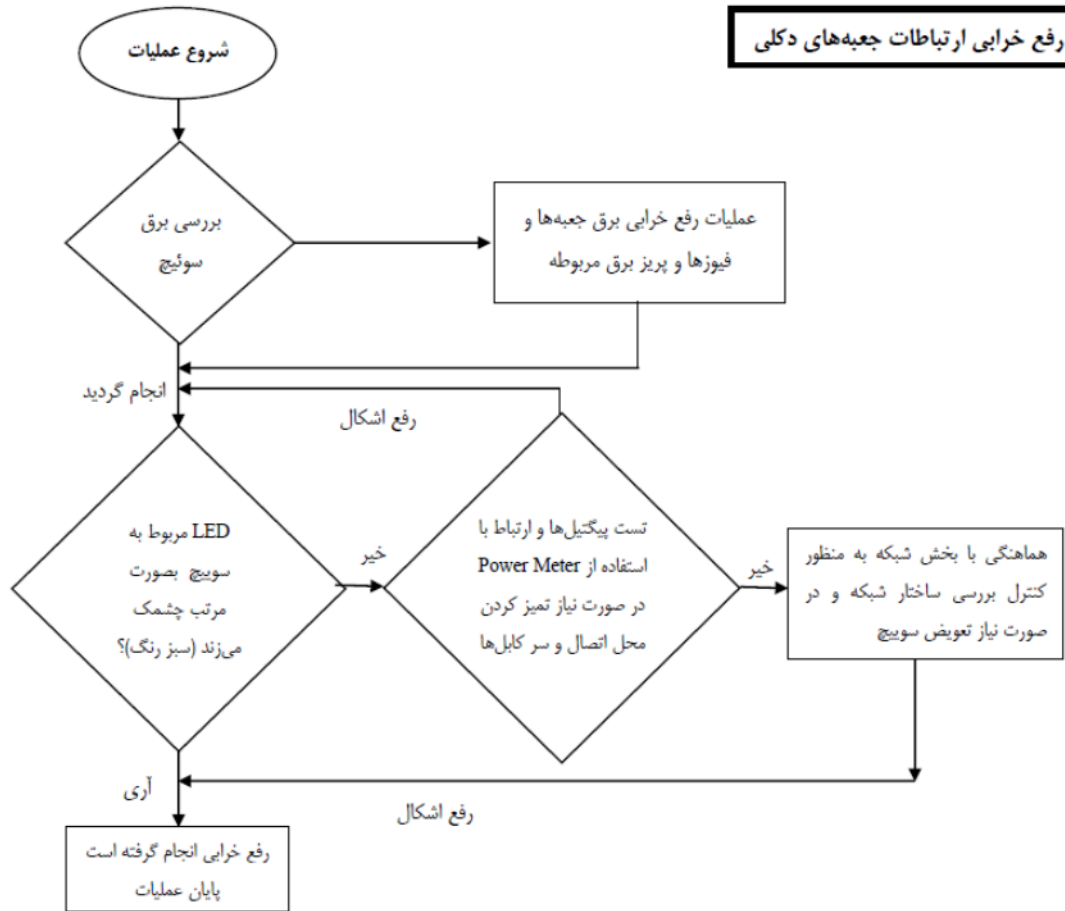 رفع خرابی ارتباطات جعبه‌های دکلی
شروع عملیات
بررسی برق
سوئیچ
عملیات رفع خرابی برق جعبه‌ها و
فیوزها و پریز برق مربوطه
انجام گردید
رفع اشکال
LED مربوط به
سوییچ بصورت
مرتب چشمک
می‌زند (سبز رنگ)؟
خیر
تست پیگتیل‌ها و ارتباط با
استفاده از Power Meter
در صورت نیاز تمیز کردن
محل اتصال و سر کابل‌ها
خیر
هماهنگی با بخش شبکه به منظور
کنترل بررسی ساختار شبکه و در
صورت نیاز تعویض سوییچ
آری
رفع اشکال
رفع خرابی انجام گرفته است
پایان عملیات